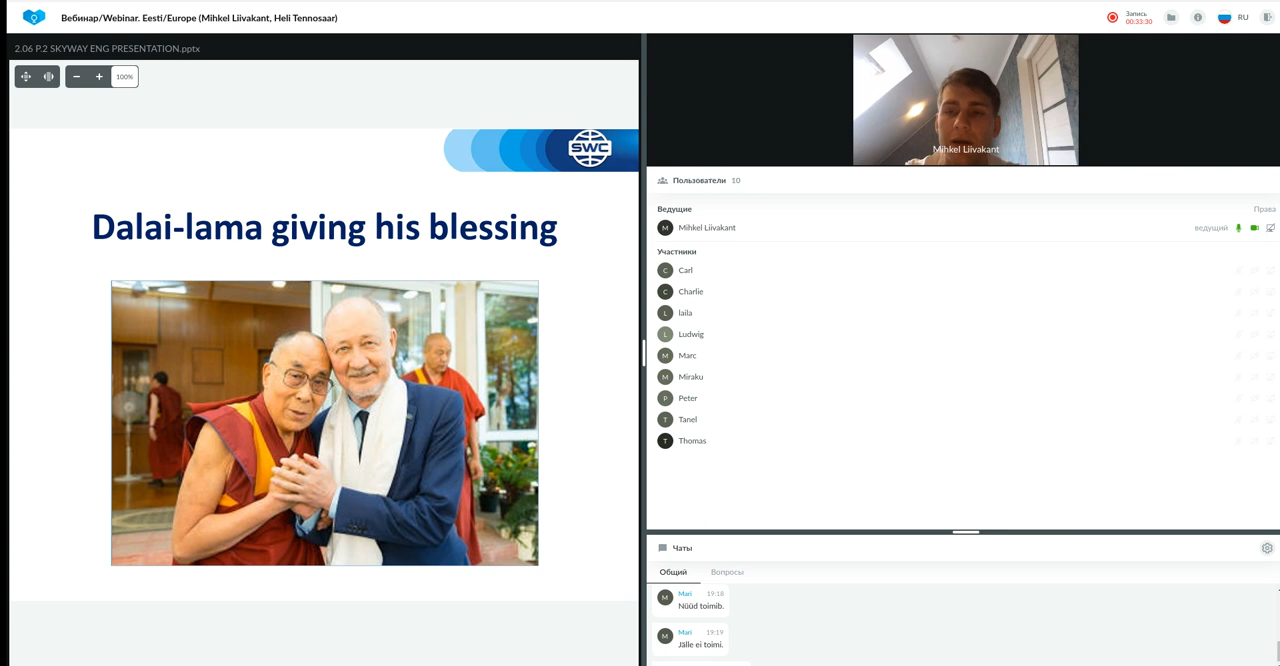 Вебинар/Webinar. Eesti/Europe (Mihkel Liivakant, Heli Tennosaar)
Запись
00:33:30
RU
2.06 P.2 SKYWAY ENG PRESENTATION.pptx
100%
SWC
Dalai-lama giving his blessing
Mihkel Liivakant
Пользователи 10
Ведущие Права
M Mihkel Liivakant ведущий
Участники
C Carl
C Charlie
L laila
L Ludwig
M Marc
M Miraku
P Peter
T Tanel
T Thomas
Чаты
Общий Вопросы
M Mari 19:18
Nüüd toimib.
M Mari 19:19
Jälle ei toimi.